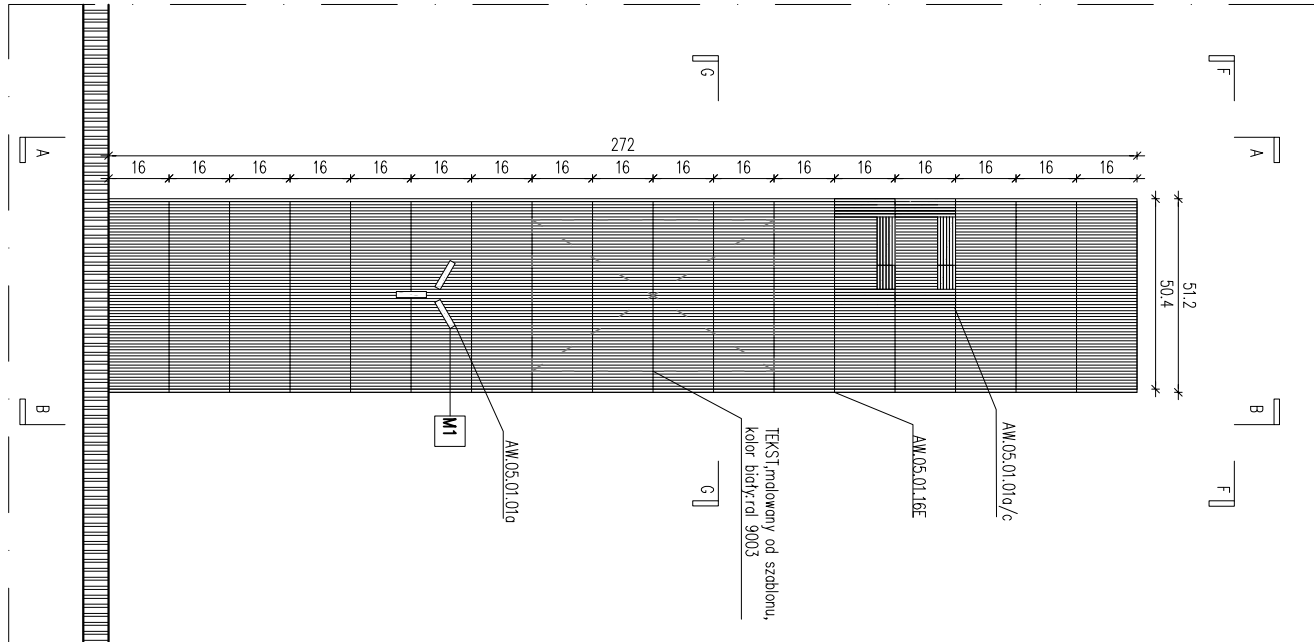 G
F
A
A
272
16 16 16 16 16 16 16 16 16 16 16 16 16 16 16 16 16
51.2
50.4
B
B
M1
AW.05.01.01a
TEKST,malowany od szablonu,
kolor biały:ral 9003
AW.05.01.16E
AW.05.01.01a/c
G
F